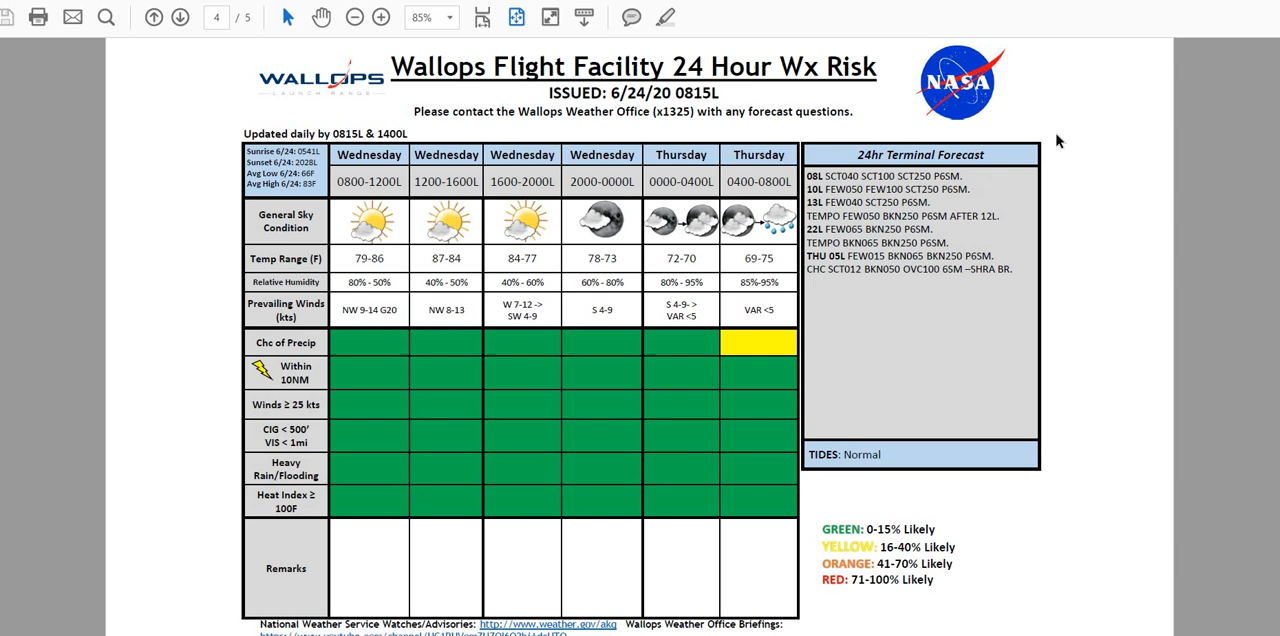 4 / 5 85%
WALLOPS
LAUNCH RANGE
Wallops Flight Facility 24 Hour Wx Risk
NASA
ISSUED: 6/24/20 0815L
Please contact the Wallops Weather Office (x1325) with any forecast questions.
Updated daily by 0815L & 1400L
Sunrise 6/24: 0541L
Sunset 6/24: 2028L
Avg Low 6/24: 66F
Avg High 6/24: 83F
Wednesday Wednesday Wednesday Wednesday Thursday Thursday
0800-1200L 1200-1600L 1600-2000L 2000-0000L 0000-0400L 0400-0800L
General Sky
Condition
Temp Range (F) 79-86 87-84 84-77 78-73 72-70 69-75
Relative Humidity 80% - 50% 40% - 50% 40% - 60% 60% - 80% 80% - 95% 85%-95%
Prevailing Winds
(kts)
NW 9-14 G20 NW 8-13 W 7-12 -> SW 4-9 S 4-9 S 4-9- > VAR <5 VAR <5
Chc of Precip
Within
10NM
Winds ≥ 25 kts
CIG < 500’
VIS < 1mi
Heavy
Rain/Flooding
Heat Index ≥
100F
Remarks
24hr Terminal Forecast
08L SCT040 SCT100 SCT250 P6SM.
10L FEW050 FEW100 SCT250 P6SM.
13L FEW040 SCT250 P6SM.
TEMPO FEW050 BKN250 P6SM AFTER 12L.
22L FEW065 BKN250 P6SM.
TEMPO BKN065 BKN250 P6SM.
THU 05L FEW015 BKN065 BKN250 P6SM.
CHC SCT012 BKN050 OVC100 6SM –SHRA BR.
TIDES: Normal
GREEN: 0-15% Likely
YELLOW: 16-40% Likely
ORANGE: 41-70% Likely
RED: 71-100% Likely
National Weather Service Watches/Advisories: http://www.weather.gov/akq Wallops Weather Office Briefings: